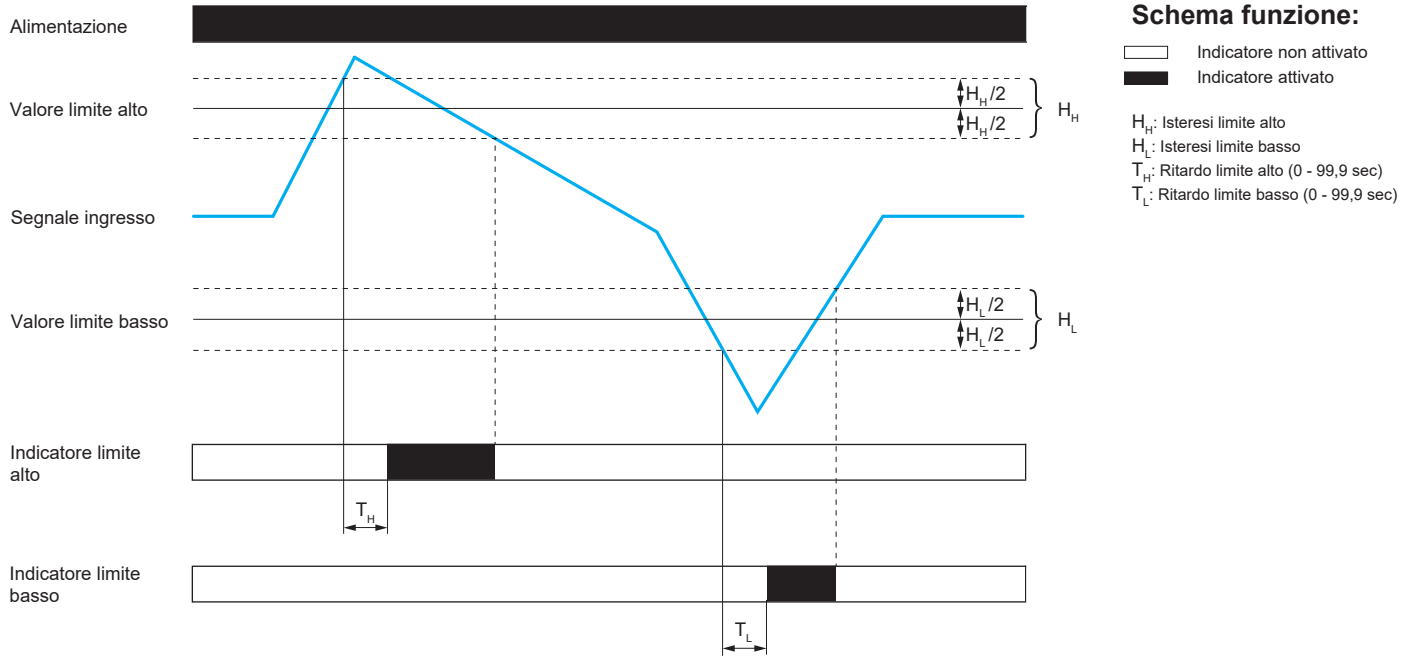 Alimentazione
Valore limite alto
Segnale ingresso
Valore limite basso
Indicatore limite
alto
Indicatore limite
basso
H_H/2
H_H/2
H_H
H_L/2
H_L/2
H_L
T_H
T_L
Schema funzione:
Indicatore non attivato
Indicatore attivato
H_H: Isteresi limite alto
H_L: Isteresi limite basso
T_H: Ritardo limite alto (0 - 99,9 sec)
T_L: Ritardo limite basso (0 - 99,9 sec)